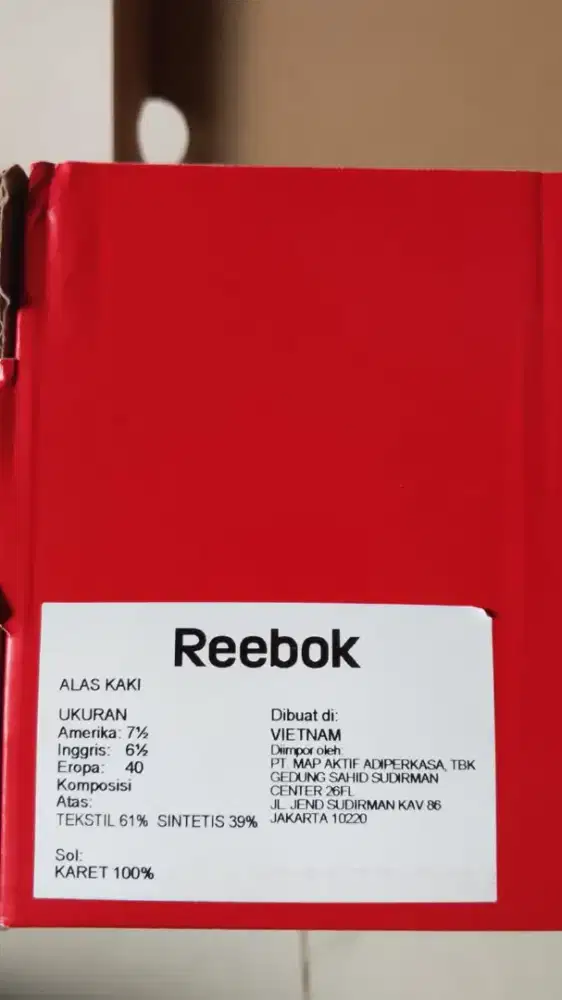 Reebok
ALAS KAKI
UKURAN
Amerika: 7½
Inggris: 6½
Eropa: 40
Komposisi
Atas:
TEKSTIL 61% SINTETIS 39%
Sol:
KARET 100%
Dibuat di:
VIETNAM
Diimpor oleh:
PT. MAP AKTIF ADIPERKASA, TBK
GEDUNG SAHID SUDIRMAN
CENTER 26FL
JL. JEND SUDIRMAN KAV 86
JAKARTA 10220